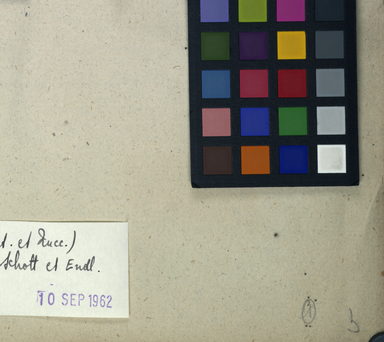 . et Zucc.)
Schott et Endl.
10 SEP 1962